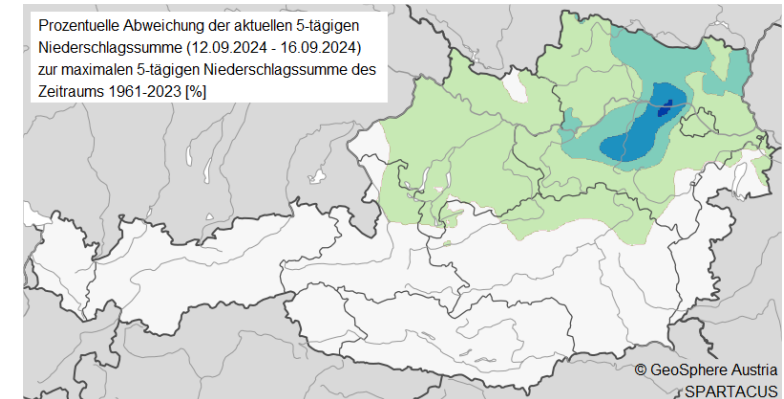 Prozentuelle Abweichung der aktuellen 5-tägigen
Niederschlagssumme (12.09.2024 - 16.09.2024)
zur maximalen 5-tägigen Niederschlagssumme des
Zeitraums 1961-2023 [%]
© GeoSphere Austria
SPARTACUS